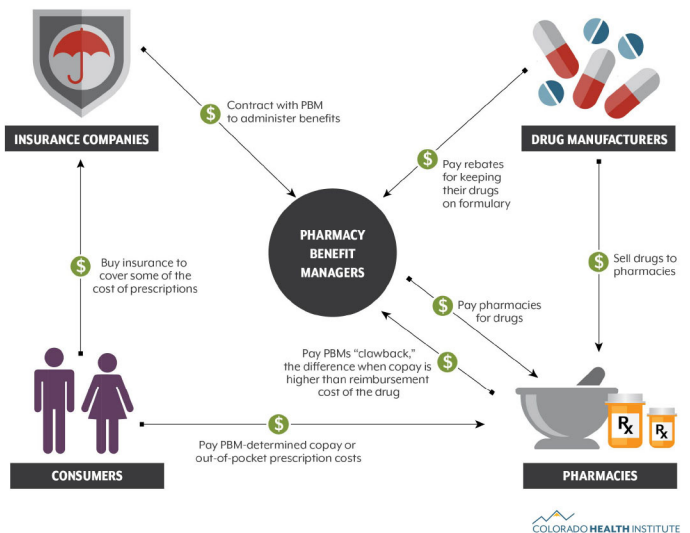 $
Contract with PBM
to administer benefits
INSURANCE COMPANIES
DRUG MANUFACTURERS
$
Pay rebates
for keeping
their drugs
on formulary
PHARMACY
BENEFIT
MANAGERS
$
Buy insurance to
cover some of the
cost of prescriptions
$
Sell drugs to
pharmacies
$
Pay pharmacies
for drugs
Pay PBMs “clawback,”
the difference when copay is
higher than reimbursement
cost of the drug
$
$
Pay PBM-determined copay or
out-of-pocket prescription costs
Rx
Rx
CONSUMERS
PHARMACIES
COLORADO HEALTH INSTITUTE